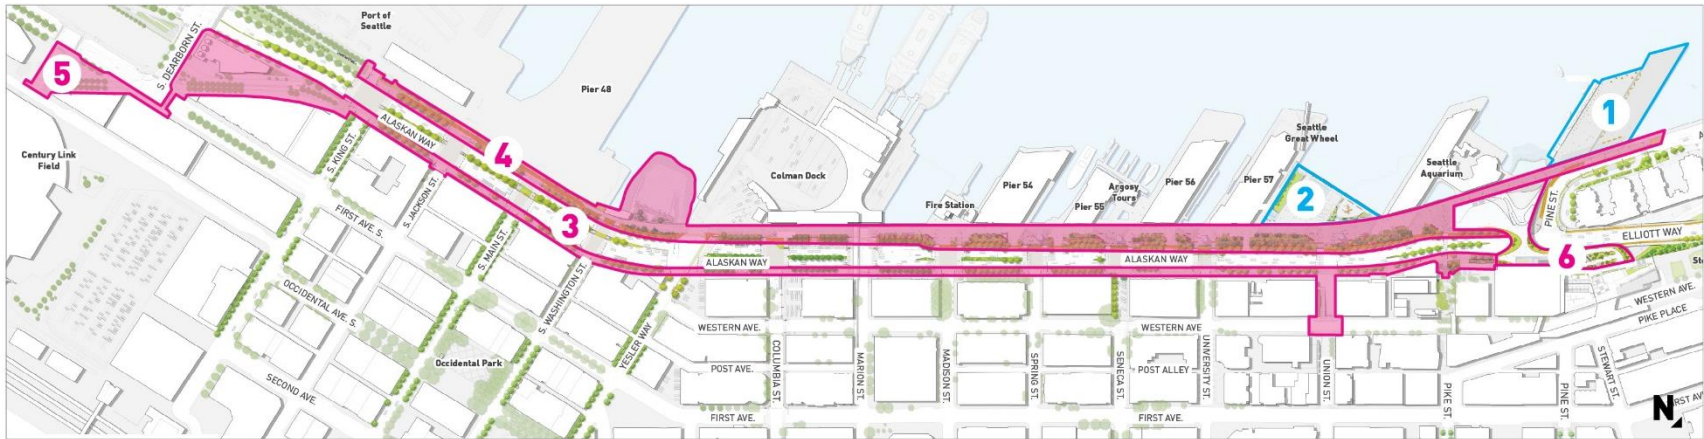 Port of
Seattle
S. DEARBORN ST.
5
Century Link
Field
S. KING ST.
ALASKAN WAY
4
Pier 48
S. JACKSON ST.
FIRST AVE. S.
S. MAIN ST.
3
S. WASHINGTON ST.
OCCIDENTAL AVE. S.
YESLER WAY
Occidental Park
SECOND AVE.
Colman Dock
Fire Station
Pier 54
Pier 55
Argosy
Tours
Pier 56
Pier 57
Seattle
Great Wheel
2
Seattle
Aquarium
1
PINE ST.
ELLIOTT WAY
6
ALASKAN WAY
ALASKAN WAY
WESTERN AVE.
PIKE PLACE
WESTERN AVE.
WESTERN AVE
POST AVE.
POST ALLEY
COLUMBIA ST.
MARION ST.
MADISON ST.
SPRING ST.
SENECA ST.
UNIVERSITY ST.
UNION ST.
PIKE ST.
PINE ST.
STEWART ST.
FIRST AVE.
FIRST AVE.
N